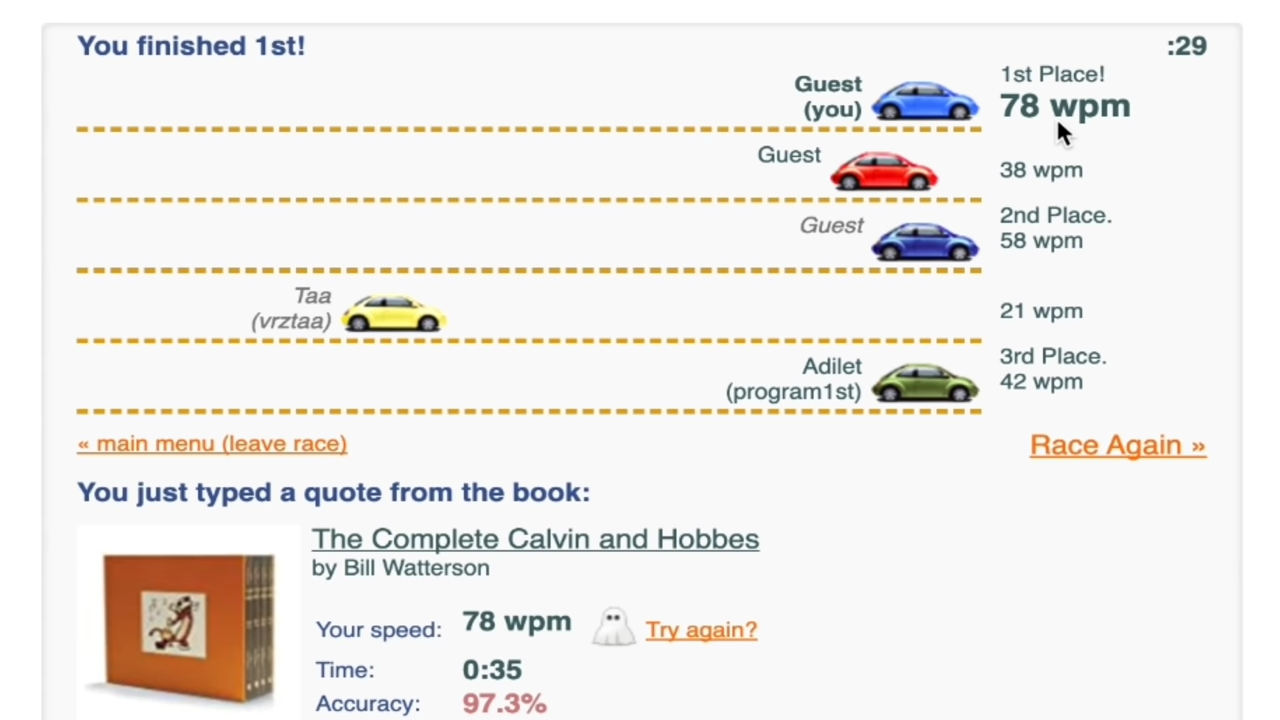 You finished 1st!
:29
Guest
(you)
1st Place!
78 wpm
Guest
38 wpm
Guest
2nd Place.
58 wpm
Taa
(vrztaa)
21 wpm
Adilet
(program1st)
3rd Place.
42 wpm
« main menu (leave race)
Race Again »
You just typed a quote from the book:
The Complete Calvin and Hobbes
by Bill Watterson
Your speed: 78 wpm Try again?
Time: 0:35
Accuracy: 97.3%